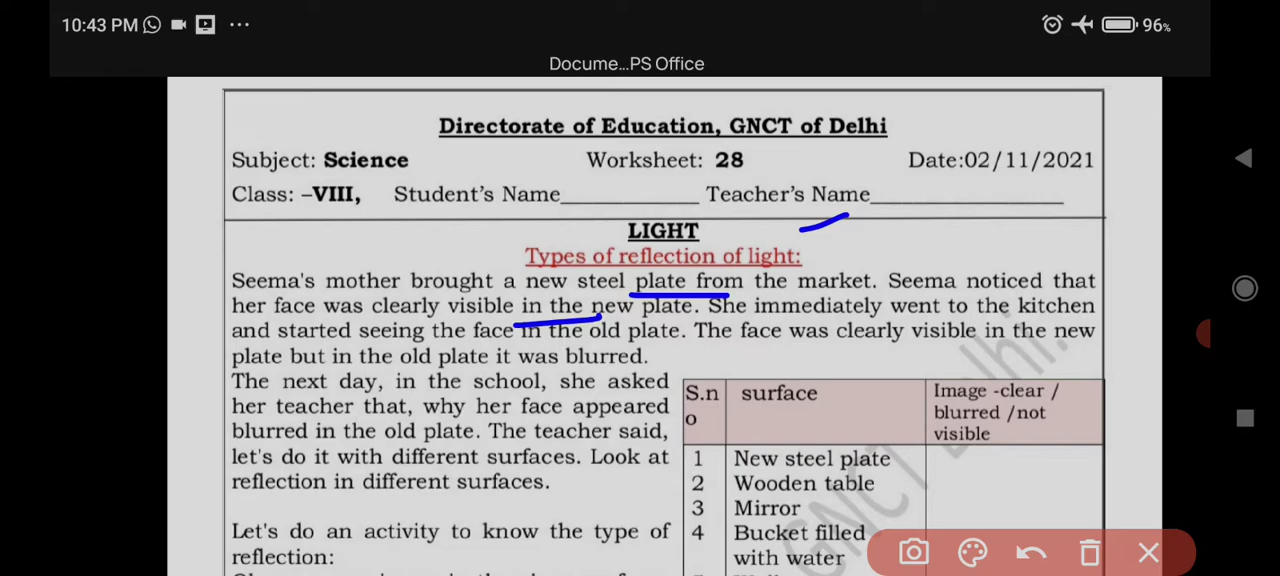 10:43 PM
96%
Docume...PS Office
Directorate of Education, GNCT of Delhi
Subject: Science Worksheet: 28 Date:02/11/2021
Class: –VIII, Student's Name___________ Teacher's Name_______________
LIGHT
Types of reflection of light:
Seema's mother brought a new steel plate from the market. Seema noticed that
her face was clearly visible in the new plate. She immediately went to the kitchen
and started seeing the face in the old plate. The face was clearly visible in the new
plate but in the old plate it was blurred.
The next day, in the school, she asked
her teacher that, why her face appeared
blurred in the old plate. The teacher said,
let's do it with different surfaces. Look at
reflection in different surfaces.
Let's do an activity to know the type of
reflection:
S.no surface Image -clear / blurred /not visible
1 New steel plate
2 Wooden table
3 Mirror
4 Bucket filled
with water
GNCT Delhi.